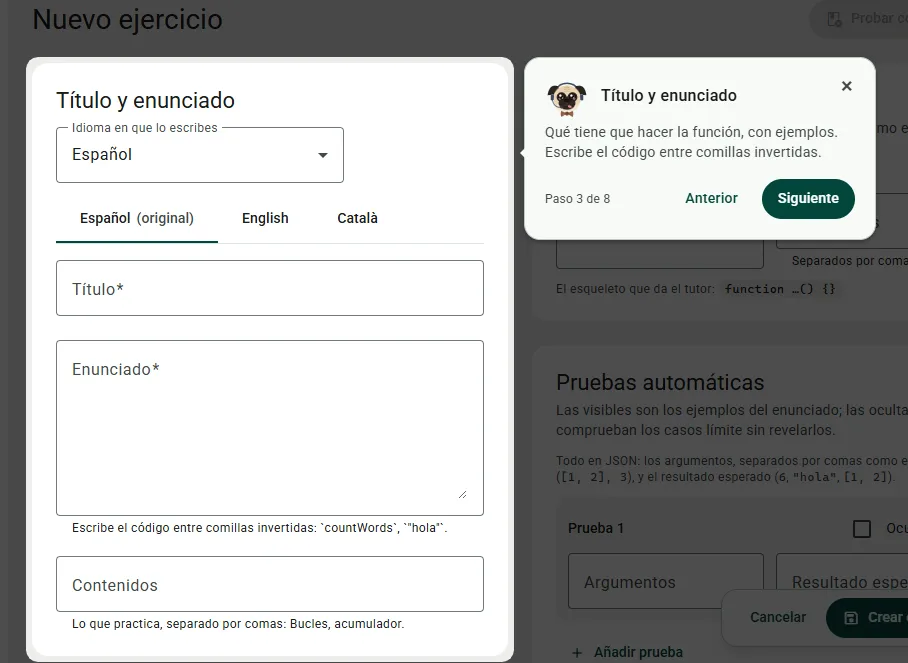 Nuevo ejercicio
Probar co
Título y enunciado
Idioma en que lo escribes
Español
Español (original)
English
Català
Título*
Enunciado*
Escribe el código entre comillas invertidas: `countWords`, `"hola"`.
Contenidos
Lo que practica, separado por comas: Bucles, acumulador.
Título y enunciado
Qué tiene que hacer la función, con ejemplos.
Escribe el código entre comillas invertidas.
Paso 3 de 8
Anterior
Siguiente
Separados por coma
El esqueleto que da el tutor: function …() {}
Pruebas automáticas
Las visibles son los ejemplos del enunciado; las oculta
comprueban los casos límite sin revelarlos.
Todo en JSON: los argumentos, separados por comas como e
([1, 2], 3), y el resultado esperado (6, "hola", [1, 2]).
Prueba 1
Ocu
Argumentos
Resultado espe
Cancelar
Crear
Añadir prueba